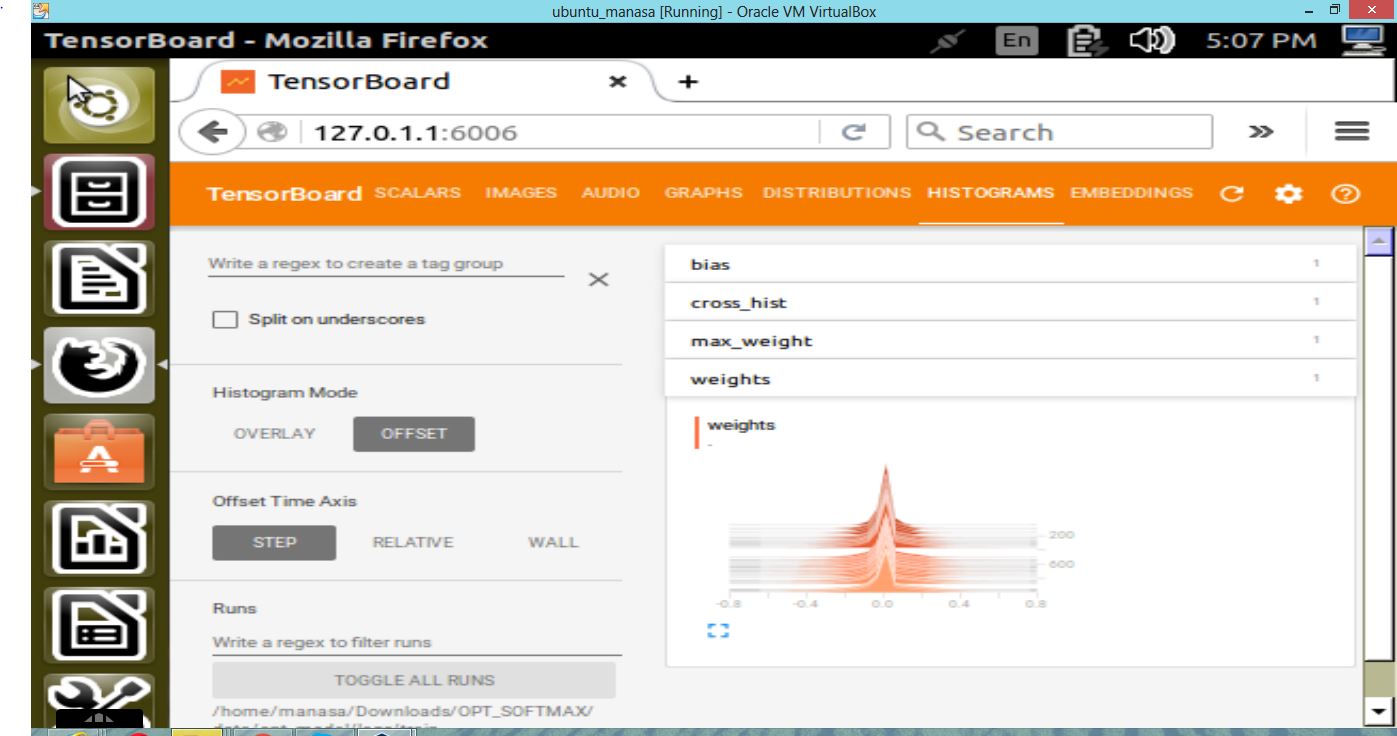 ubuntu_manasa [Running] - Oracle VM VirtualBox
TensorBoard - Mozilla Firefox En 5:07 PM
TensorBoard
127.0.1.1:6006 Search
TensorBoard SCALARS IMAGES AUDIO GRAPHS DISTRIBUTIONS HISTOGRAMS EMBEDDINGS
Write a regex to create a tag group
Split on underscores
Histogram Mode
OVERLAY OFFSET
Offset Time Axis
STEP RELATIVE WALL
Runs
Write a regex to filter runs
TOGGLE ALL RUNS
/home/manasa/Downloads/OPT_SOFTMAX/
bias 1
cross_hist 1
max_weight 1
weights 1
weights
200
600
-0.8 -0.4 0.0 0.4 0.8